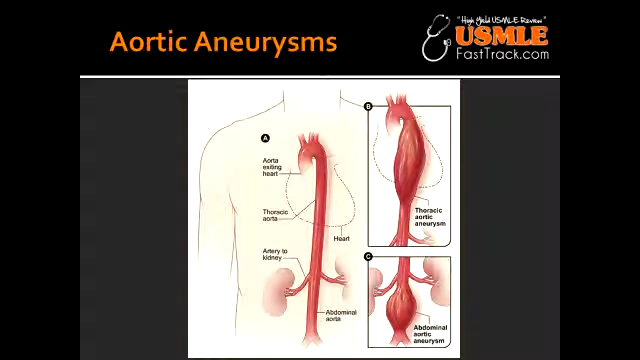 Aortic Aneurysms
"High Yield USMLE Review"
USMLE
FastTrack.com
A
Aorta
exiting
heart
Thoracic
aorta
Heart
Artery to
kidney
Abdominal
aorta
B
Thoracic
aortic
aneurysm
C
Abdominal
aortic
aneurysm